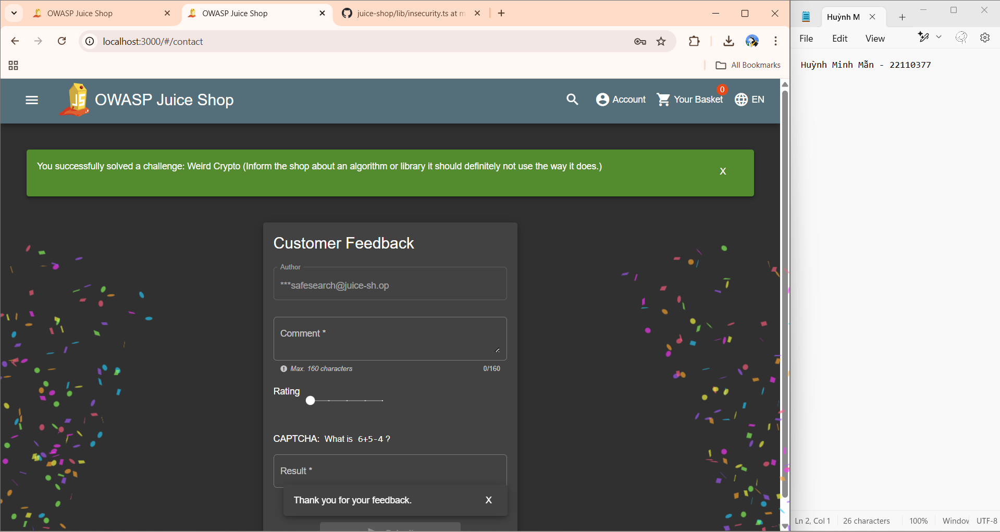 OWASP Juice Shop
OWASP Juice Shop
juice-shop/lib/insecurity.ts at m
localhost:3000/#/contact
All Bookmarks
JS
OWASP Juice Shop
Account
0
Your Basket
EN
You successfully solved a challenge: Weird Crypto (Inform the shop about an algorithm or library it should definitely not use the way it does.)
X
Customer Feedback
Author
***safesearch@juice-sh.op
Comment *
Max. 160 characters
0/160
Rating
CAPTCHA: What is 6+5-4 ?
Result *
Thank you for your feedback.
X
Huỳnh M
File Edit View
Huỳnh Minh Mẫn - 22110377
Ln 2, Col 1 26 characters 100% Window UTF-8